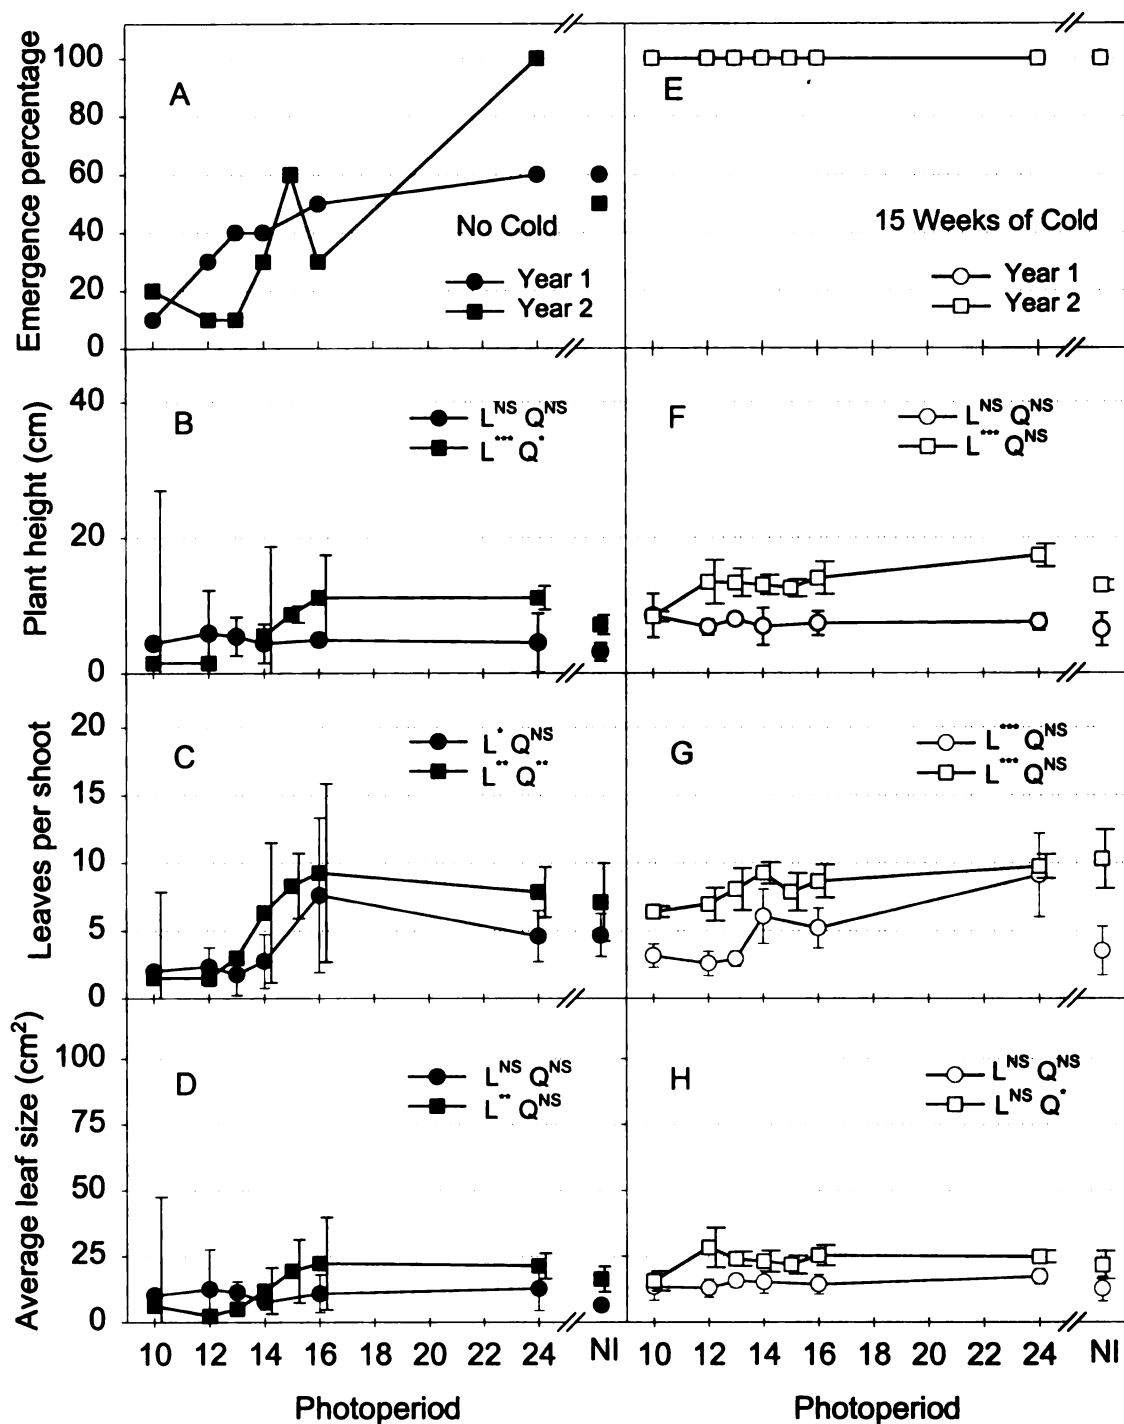 Emergence percentage
100
80
60
40
20
0
A
No Cold
Year 1
Year 2
E
15 Weeks of Cold
Year 1
Year 2
Plant height (cm)
40
20
0
B
L^NS Q^NS
L^*** Q^*
F
L^NS Q^NS
L^*** Q^NS
Leaves per shoot
20
15
10
5
0
C
L^* Q^NS
L^** Q^**
G
L^*** Q^NS
L^*** Q^NS
Average leaf size (cm²)
100
75
50
25
0
D
L^NS Q^NS
L^** Q^NS
H
L^NS Q^NS
L^NS Q^*
10 12 14 16 18 20 22 24 NI
10 12 14 16 18 20 22 24 NI
Photoperiod
Photoperiod